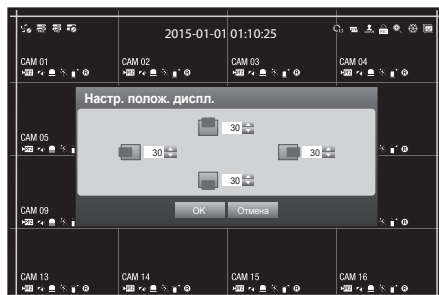 2015-01-01 01:10:25
CAM 01 CAM 02 CAM 03 CAM 04
Настр. полож. диспл.
30
CAM 05
30 30
30
CAM 09
OK Отмена
CAM 13 CAM 14 CAM 15 CAM 16